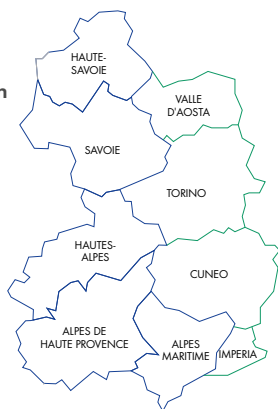 HAUTE-
SAVOIE
n
VALLE
D'AOSTA
SAVOIE
TORINO
HAUTES-
ALPES
CUNEO
ALPES DE
HAUTE PROVENCE
ALPES
MARITIME
IMPERIA